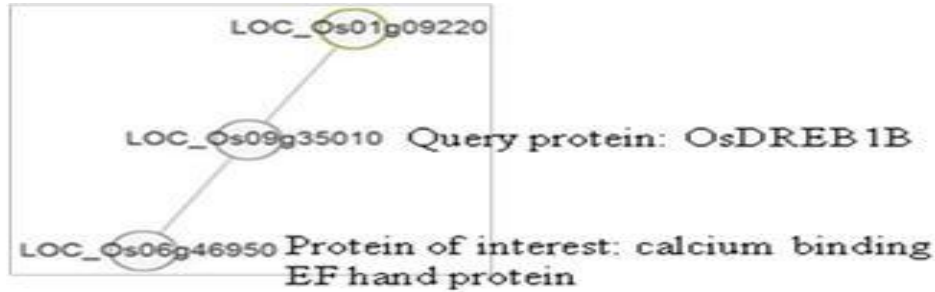 LOC_Os01g09220
LOC_Os09g35010 Query protein: OsDREB1B
LOC_Os06g46950 Protein of interest: calcium binding
EF hand protein